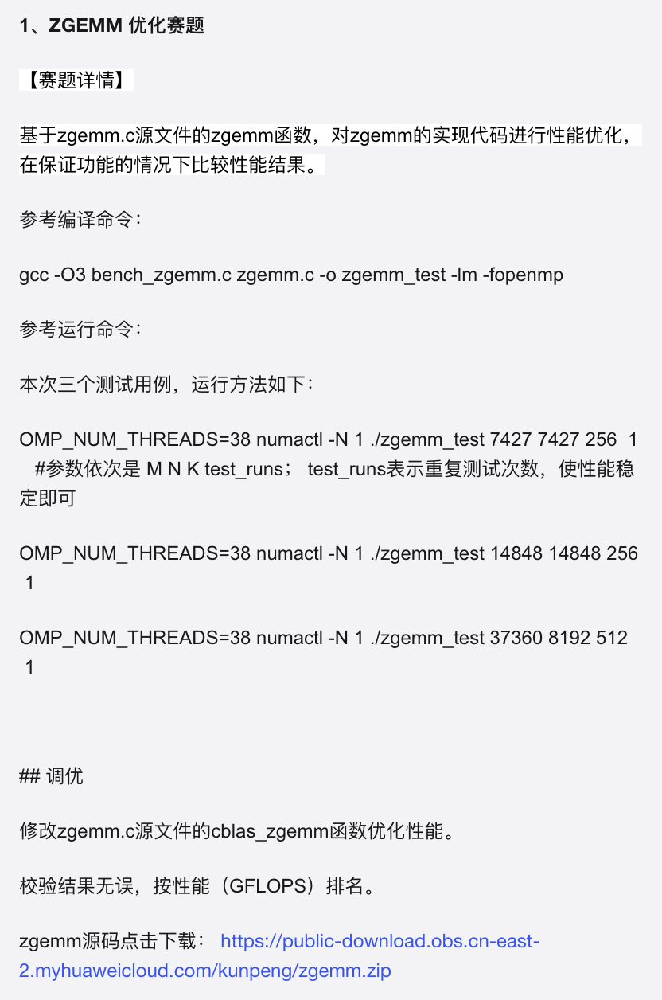 1、ZGEMM 优化赛题
【赛题详情】
基于zgemm.c源文件的zgemm函数，对zgemm的实现代码进行性能优化，
在保证功能的情况下比较性能结果。
参考编译命令：
gcc -O3 bench_zgemm.c zgemm.c -o zgemm_test -lm -fopenmp
参考运行命令：
本次三个测试用例，运行方法如下：
OMP_NUM_THREADS=38 numactl -N 1 ./zgemm_test 7427 7427 256  1
#参数依次是 M N K test_runs； test_runs表示重复测试次数，使性能稳
定即可
OMP_NUM_THREADS=38 numactl -N 1 ./zgemm_test 14848 14848 256
1
OMP_NUM_THREADS=38 numactl -N 1 ./zgemm_test 37360 8192 512
1
## 调优
修改zgemm.c源文件的cblas_zgemm函数优化性能。
校验结果无误，按性能（GFLOPS）排名。
zgemm源码点击下载： https://public-download.obs.cn-east-
2.myhuaweicloud.com/kunpeng/zgemm.zip